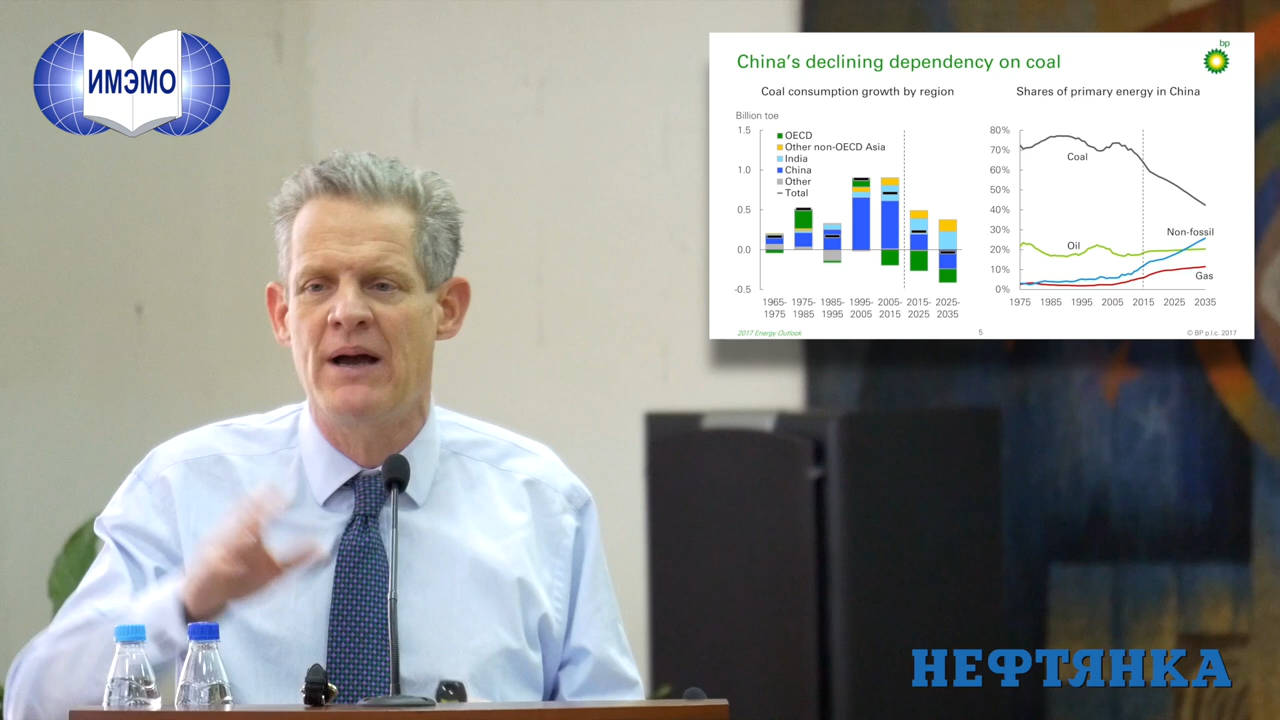 ИМЭМО
bp
China's declining dependency on coal
Coal consumption growth by region
Shares of primary energy in China
Billion toe
1.5
1.0
0.5
0.0
-0.5
OECD
Other non-OECD Asia
India
China
Other
Total
1965-
1975
1975-
1985
1985-
1995
1995-
2005
2005-
2015
2015-
2025
2025-
2035
80%
70%
60%
50%
40%
30%
20%
10%
0%
Coal
Oil
Non-fossil
Gas
1975 1985 1995 2005 2015 2025 2035
2017 Energy Outlook
5
© BP p.l.c. 2017
НЕФТЯНКА